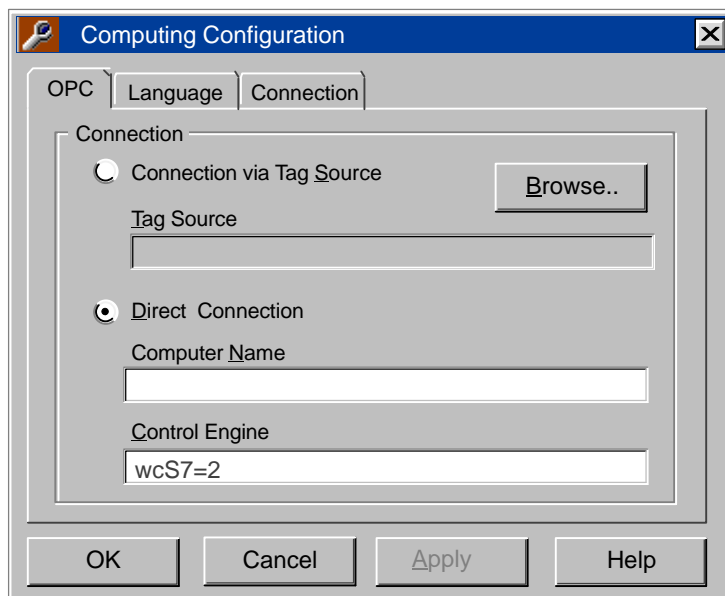 Computing Configuration
OPC Language Connection
Connection
Connection via Tag Source
Browse..
Tag Source
Direct Connection
Computer Name
Control Engine
wcS7=2
OK Cancel Apply Help